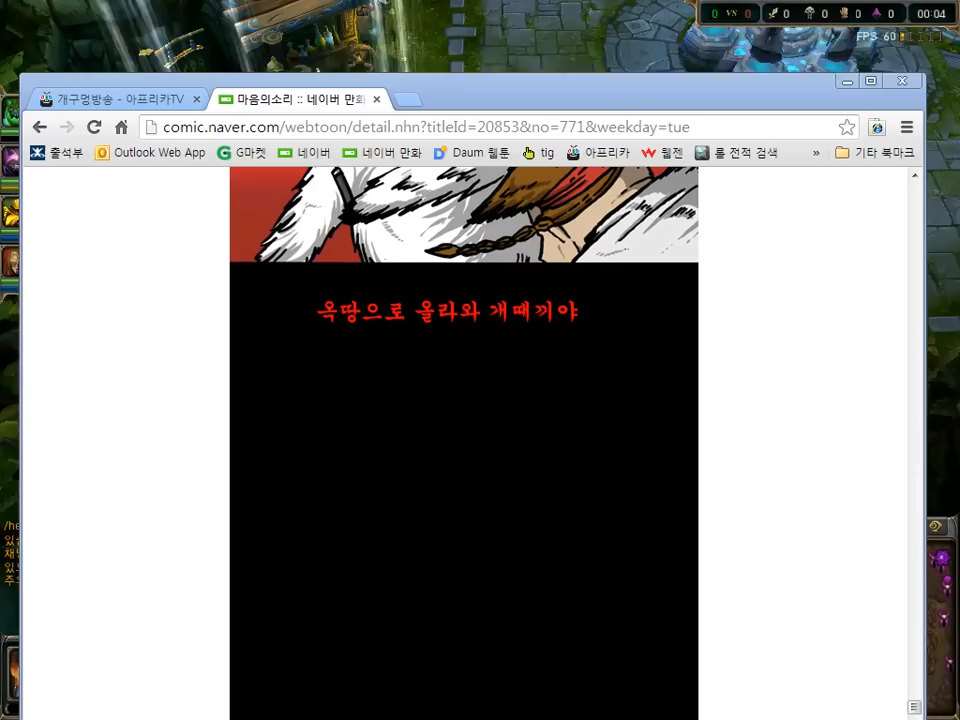 0 VS 0 0 0 0 0 00:04
FPS 60
개구멍방송 - 아프리카TV
마음의소리 :: 네이버 만화
comic.naver.com/webtoon/detail.nhn?titleId=20853&no=771&weekday=tue
출석부 Outlook Web App G마켓 네이버 네이버 만화 Daum 웹툰 tig 아프리카 웹젠 롤 전적 검색 » 기타 북마크
옥땅으로 올라와 개때끼야
/he